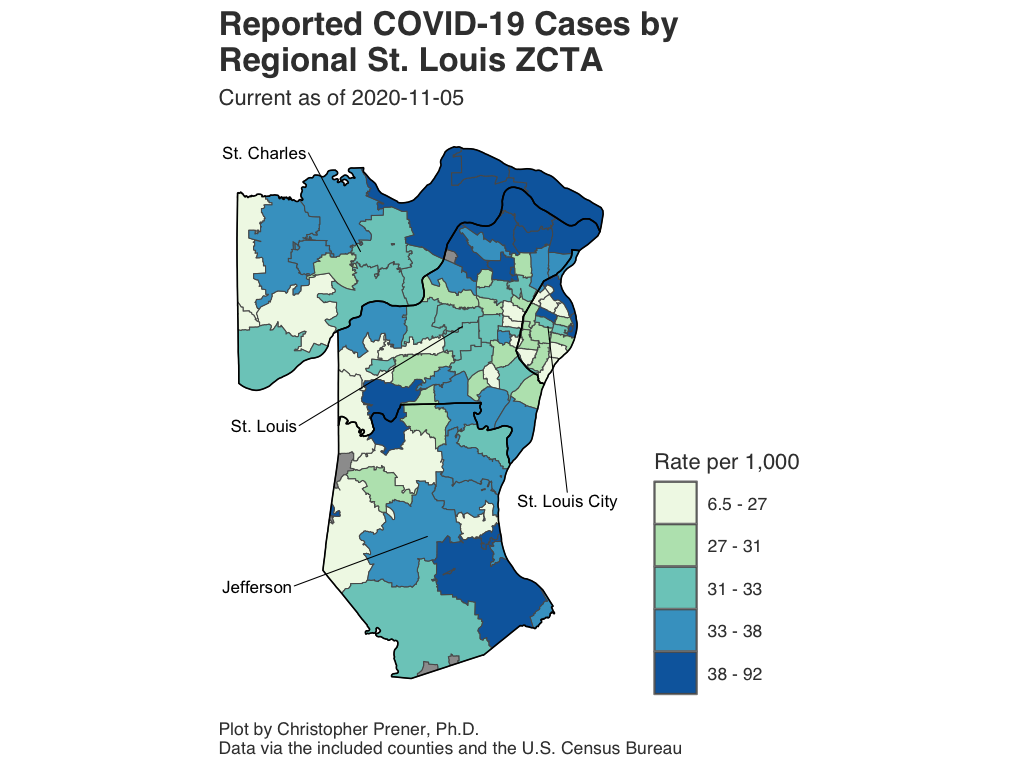 Reported COVID-19 Cases by
Regional St. Louis ZCTA
Current as of 2020-11-05
St. Charles
St. Louis
St. Louis City
Jefferson
Rate per 1,000
6.5 - 27
27 - 31
31 - 33
33 - 38
38 - 92
Plot by Christopher Prener, Ph.D.
Data via the included counties and the U.S. Census Bureau